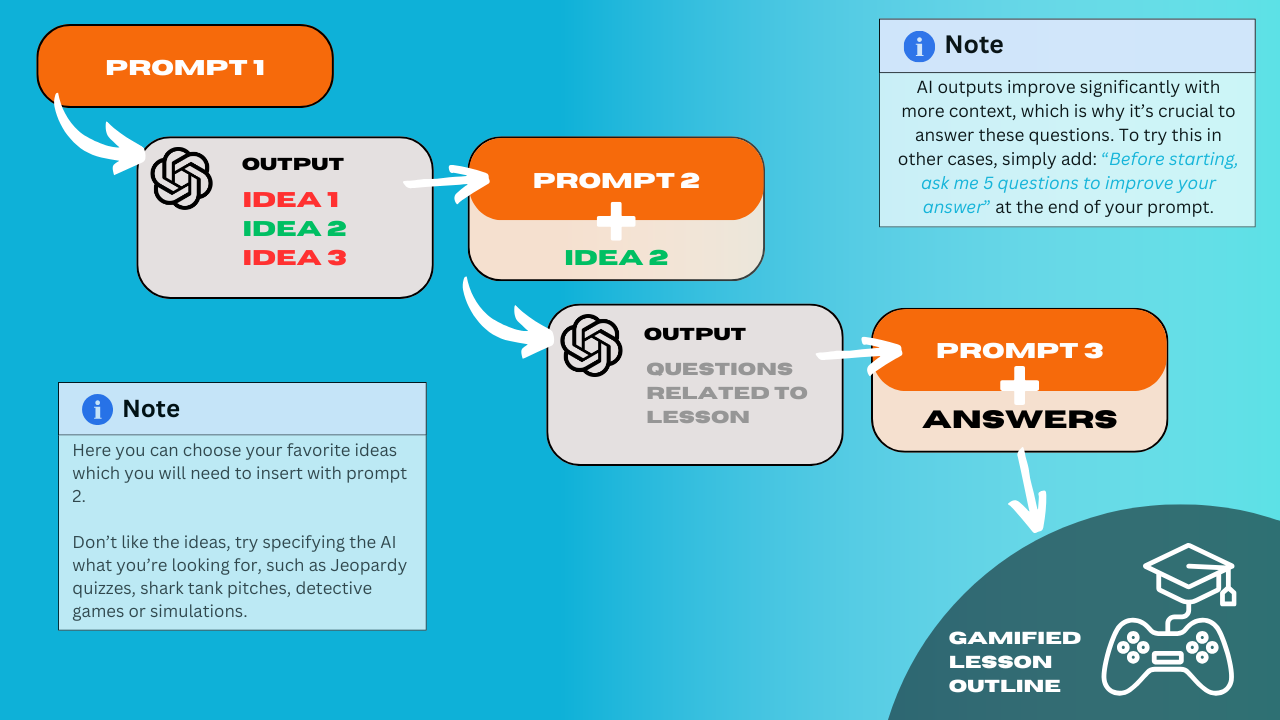 PROMPT 1
OUTPUT
IDEA 1
IDEA 2
IDEA 3
PROMPT 2
IDEA 2
Note
AI outputs improve significantly with
more context, which is why it’s crucial to
answer these questions. To try this in
other cases, simply add: “Before starting,
ask me 5 questions to improve your
answer” at the end of your prompt.
OUTPUT
QUESTIONS
RELATED TO
LESSON
PROMPT 3
ANSWERS
Note
Here you can choose your favorite ideas
which you will need to insert with prompt
2.
Don’t like the ideas, try specifying the AI
what you’re looking for, such as Jeopardy
quizzes, shark tank pitches, detective
games or simulations.
GAMIFIED
LESSON
OUTLINE